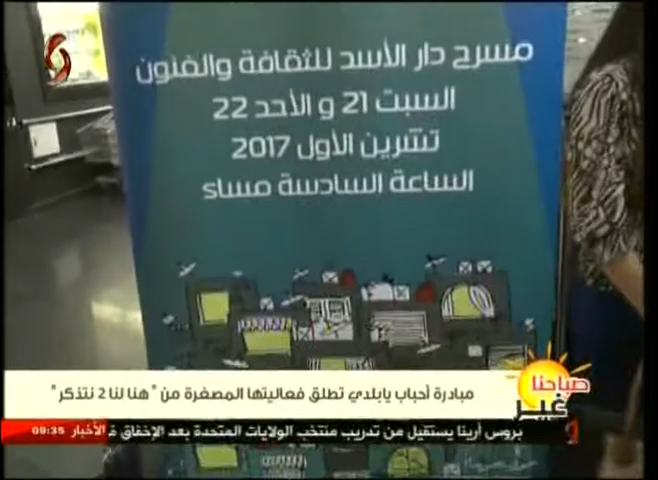 مسرح دار الأسد للثقافة والفنون
السبت 21 و الأحد 22
تشرين الأول 2017
الساعة السادسة مساء
صباحنا
غير
مبادرة أحباب يابلدي تطلق فعاليتها المصغرة من "هنا لنا 2 نتذكر"
بروس أرينا يستقيل من تدريب منتخب الولايات المتحدة بعد الإخفاق ف
الأخبار 09:35